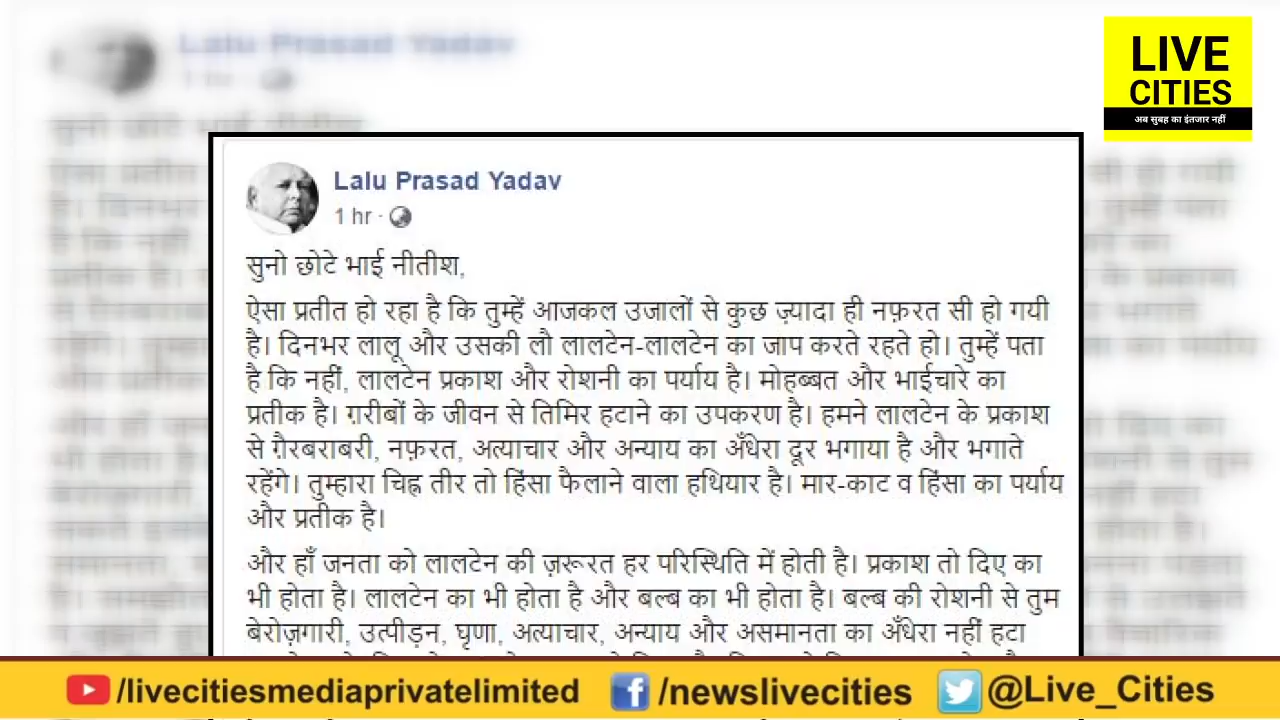 LIVE
CITIES
अब सुबह का इंतजार नहीं
Lalu Prasad Yadav
1 hr ·
सुनो छोटे भाई नीतीश,
ऐसा प्रतीत हो रहा है कि तुम्हें आजकल उजालों से कुछ ज़्यादा ही नफ़रत सी हो गयी
है। दिनभर लालू और उसकी लौ लालटेन-लालटेन का जाप करते रहते हो। तुम्हें पता
है कि नहीं, लालटेन प्रकाश और रोशनी का पर्याय है। मोहब्बत और भाईचारे का
प्रतीक है। ग़रीबों के जीवन से तिमिर हटाने का उपकरण है। हमने लालटेन के प्रकाश
से ग़ैरबराबरी, नफ़रत, अत्याचार और अन्याय का अँधेरा दूर भगाया है और भगाते
रहेंगे। तुम्हारा चिह्न तीर तो हिंसा फैलाने वाला हथियार है। मार-काट व हिंसा का पर्याय
और प्रतीक है।
और हाँ जनता को लालटेन की ज़रूरत हर परिस्थिति में होती है। प्रकाश तो दिए का
भी होता है। लालटेन का भी होता है और बल्ब का भी होता है। बल्ब की रोशनी से तुम
बेरोज़गारी, उत्पीड़न, घृणा, अत्याचार, अन्याय और असमानता का अँधेरा नहीं हटा
/livecitiesmediaprivatelimited
/newslivecities
@Live_Cities